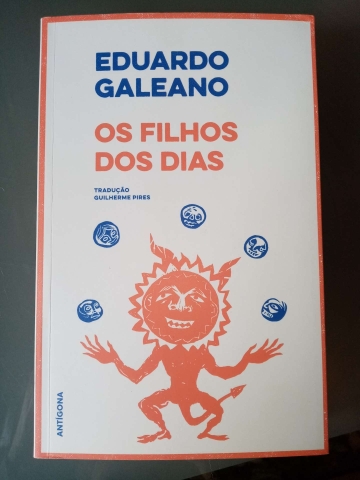 EDUARDO
GALEANO
OS FILHOS
DOS DIAS
TRADUÇÃO
GUILHERME PIRES
ANTÍGONA